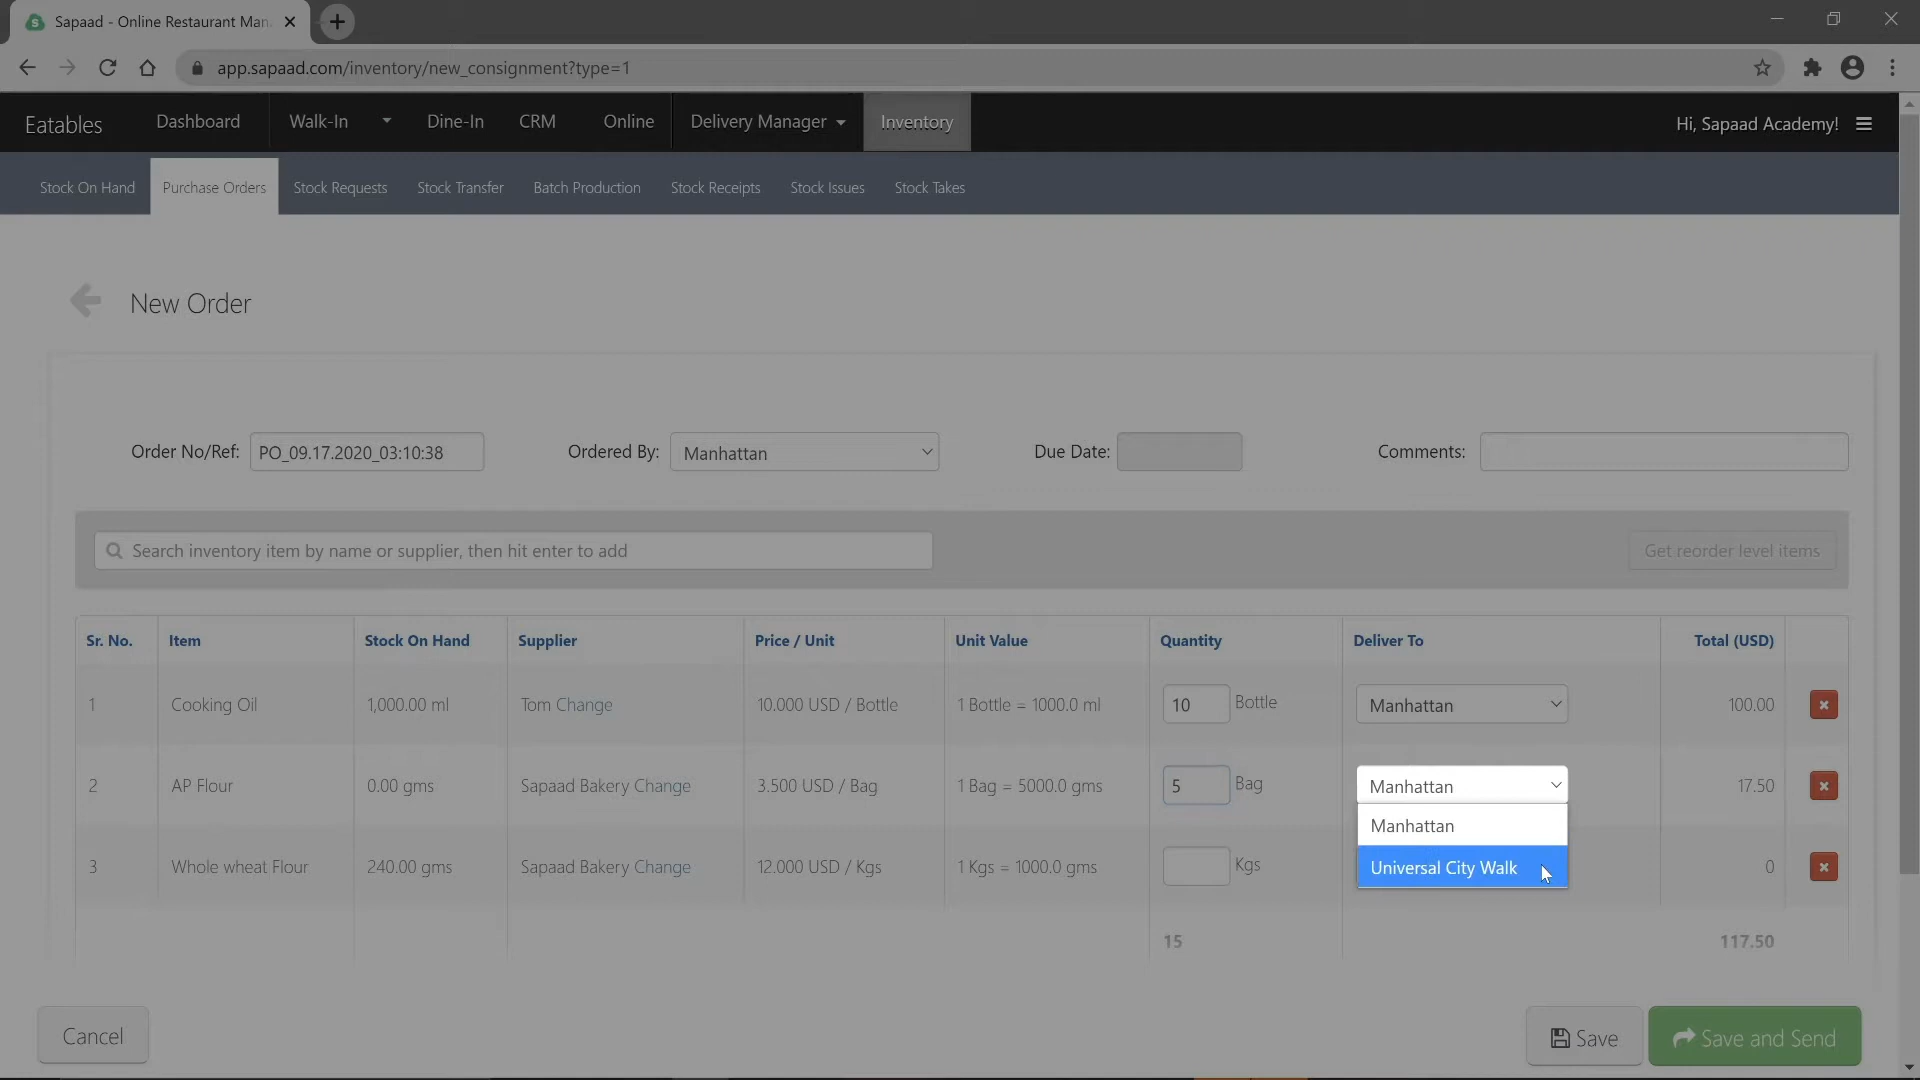 Sapaad - Online Restaurant Man
app.sapaad.com/inventory/new_consignment?type=1
Eatables Dashboard Walk-In Dine-In CRM Online Delivery Manager Inventory Hi, Sapaad Academy!
Stock On Hand Purchase Orders Stock Requests Stock Transfer Batch Production Stock Receipts Stock Issues Stock Takes
New Order
Order No/Ref: PO_09.17.2020_03:10:38 Ordered By: Manhattan Due Date: Comments:
Search inventory item by name or supplier, then hit enter to add Get reorder level items
Sr. No. Item Stock On Hand Supplier Price / Unit Unit Value Quantity Deliver To Total (USD)
1 Cooking Oil 1,000.00 ml Tom Change 10.000 USD / Bottle 1 Bottle = 1000.0 ml 10 Bottle Manhattan 100.00
2 AP Flour 0.00 gms Sapaad Bakery Change 3.500 USD / Bag 1 Bag = 5000.0 gms 5 Bag Manhattan 17.50
Manhattan
3 Whole wheat Flour 240.00 gms Sapaad Bakery Change 12.000 USD / Kgs 1 Kgs = 1000.0 gms Kgs Universal City Walk 0
15 117.50
Cancel Save Save and Send